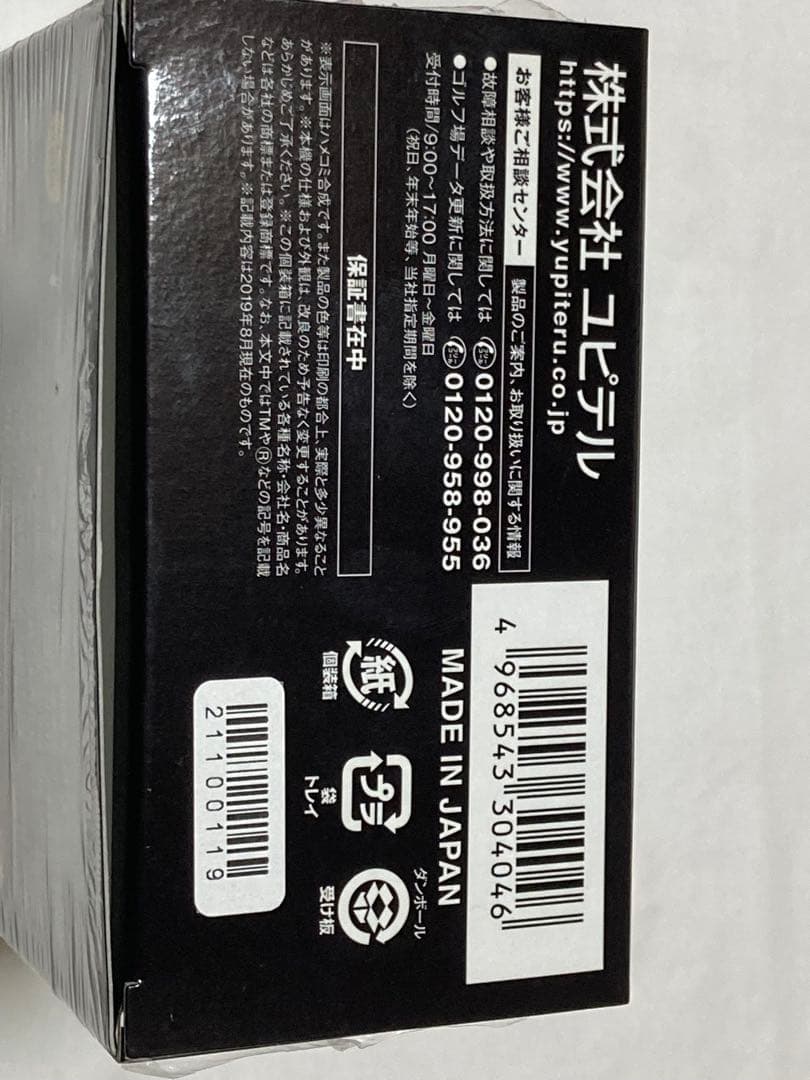 株式会社 ユピテル
https://www.yupiteru.co.jp
お客様ご相談センター 製品のご案内、お取り扱いに関する情報
●故障相談や取扱方法に関しては 0120-998-036
●ゴルフ場データ更新に関しては 0120-958-955
受付時間/9:00〜17:00 月曜日〜金曜日
(祝日、年末年始等、当社指定期間を除く)
保証書在中
※表示画面はハメコミ合成です。また製品の色等は印刷の都合上、実際と多少異なること
があります。※本機の仕様および外観は、改良のため予告なく変更することがあります。
あらかじめご了承ください。※この個装箱に記載されている各種名称・会社名・商品名
などは各社の商標または登録商標です。なお、本文中ではTMや®などの記号を記載
しない場合があります。※記載内容は2019年8月現在のものです。
4 968543 304046
MADE IN JAPAN
紙
個装箱
プラ
袋
トレイ
ダンボール
受け板
21100119